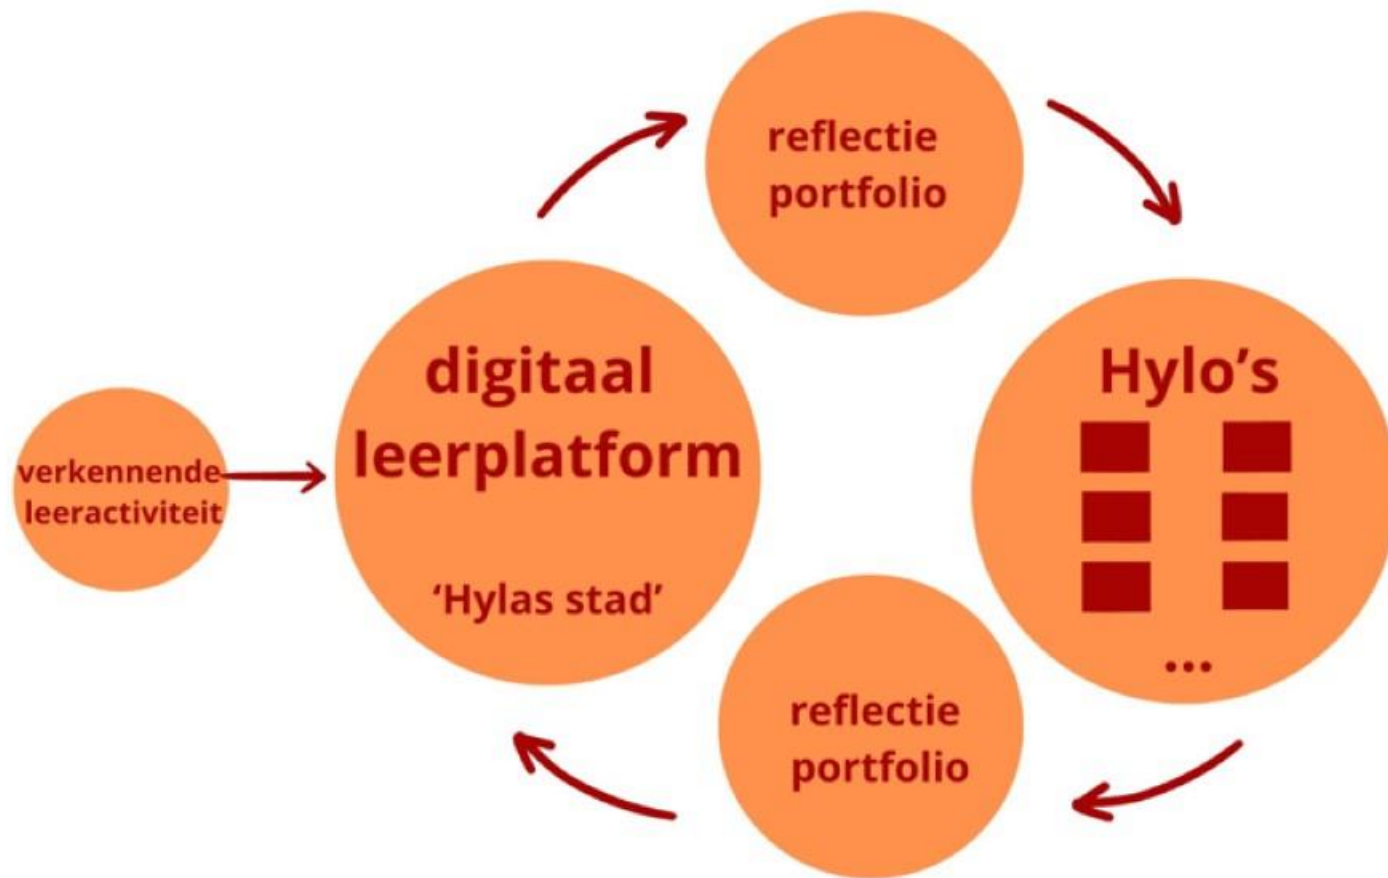 reflectie
portfolio
digitaal
leerplatform
‘Hylas stad’
Hylo’s
...
verkennende
leeractiviteit
reflectie
portfolio